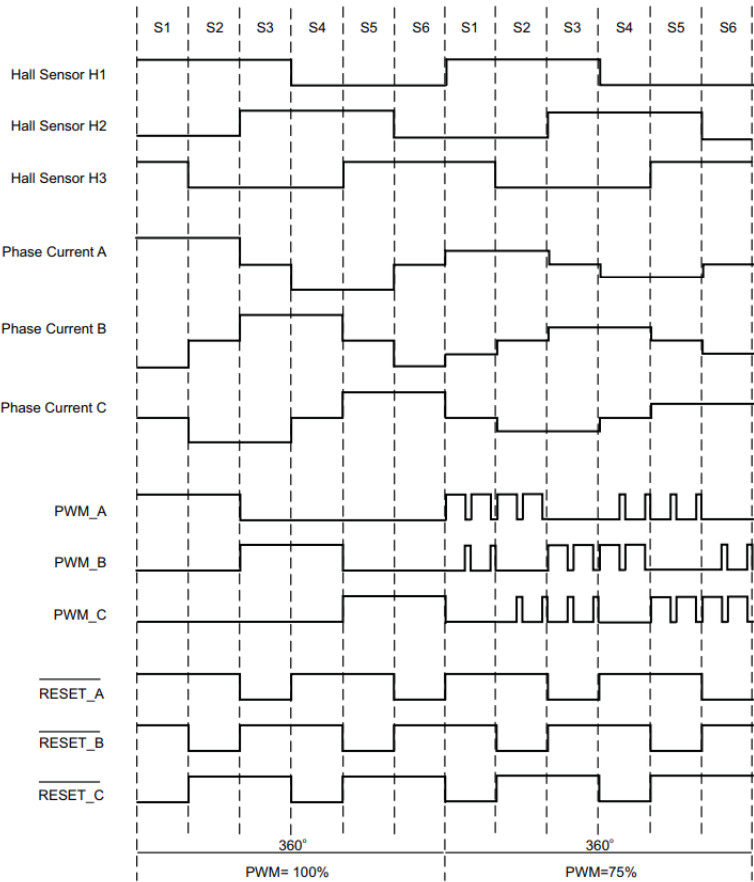 S1 S2 S3 S4 S5 S6 S1 S2 S3 S4 S5 S6
Hall Sensor H1
Hall Sensor H2
Hall Sensor H3
Phase Current A
Phase Current B
Phase Current C
PWM_A
PWM_B
PWM_C
RESET_A
RESET_B
RESET_C
360° 360°
PWM= 100% PWM=75%